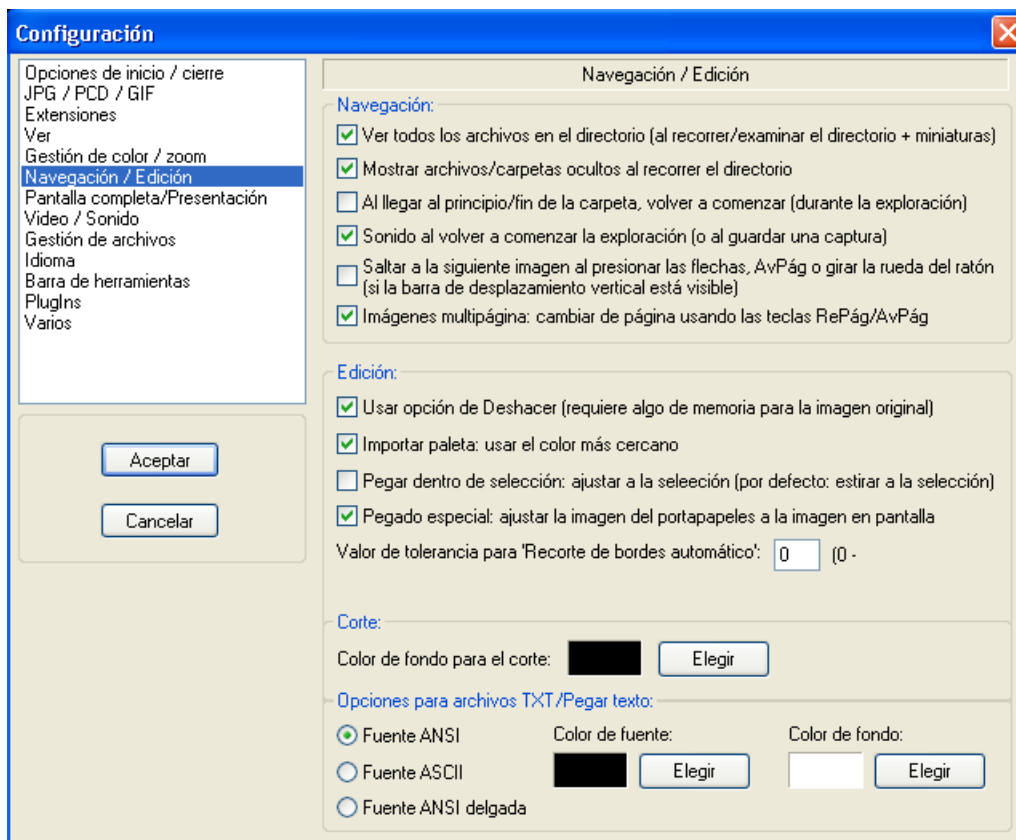 Configuración
Opciones de inicio / cierre
JPG / PCD / GIF
Extensiones
Ver
Gestión de color / zoom
Navegación / Edición
Pantalla completa/Presentación
Video / Sonido
Gestión de archivos
Idioma
Barra de herramientas
PlugIns
Varios
Aceptar
Cancelar
Navegación / Edición
Navegación:
Ver todos los archivos en el directorio (al recorrer/examinar el directorio + miniaturas)
Mostrar archivos/carpetas ocultos al recorrer el directorio
Al llegar al principio/fin de la carpeta, volver a comenzar (durante la exploración)
Sonido al volver a comenzar la exploración (o al guardar una captura)
Saltar a la siguiente imagen al presionar las flechas, AvPág o girar la rueda del ratón
(si la barra de desplazamiento vertical está visible)
Imágenes multipágina: cambiar de página usando las teclas RePág/AvPág
Edición:
Usar opción de Deshacer (requiere algo de memoria para la imagen original)
Importar paleta: usar el color más cercano
Pegar dentro de selección: ajustar a la seleeción (por defecto: estirar a la selección)
Pegado especial: ajustar la imagen del portapapeles a la imagen en pantalla
Valor de tolerancia para 'Recorte de bordes automático': 0 (0 -
Corte:
Color de fondo para el corte: Elegir
Opciones para archivos TXT/Pegar texto:
Fuente ANSI
Fuente ASCII
Fuente ANSI delgada
Color de fuente:
Elegir
Color de fondo:
Elegir